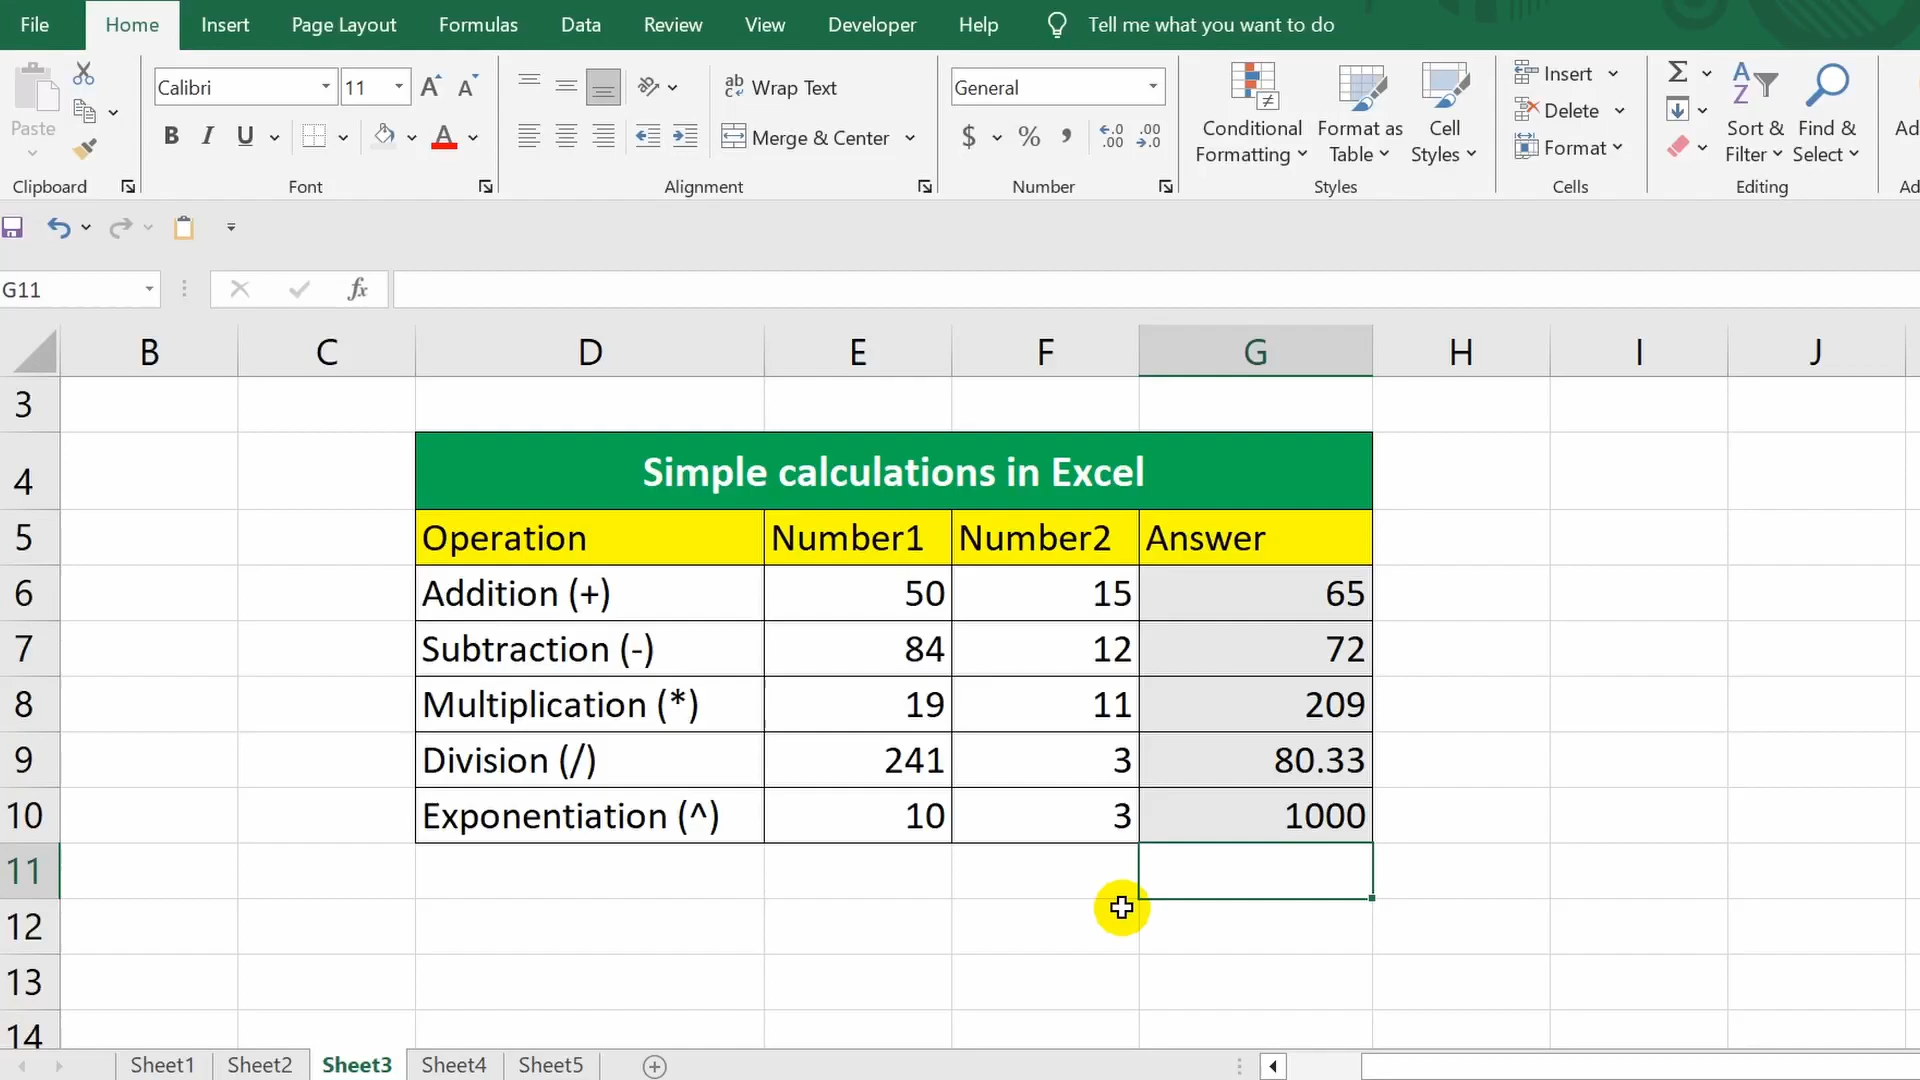 File Home Insert Page Layout Formulas Data Review View Developer Help Tell me what you want to do
Paste
Calibri 11
B I U A
ab Wrap Text
Merge & Center
General
$ % ,
Conditional Formatting
Format as Table
Cell Styles
Insert
Delete
Format
Sort & Filter
Find & Select
Clipboard Font Alignment Number Styles Cells Editing
G11 fx
B C D E F G H I J
3
4 Simple calculations in Excel
5 Operation Number1 Number2 Answer
6 Addition (+) 50 15 65
7 Subtraction (-) 84 12 72
8 Multiplication (*) 19 11 209
9 Division (/) 241 3 80.33
10 Exponentiation (^) 10 3 1000
11
12
13
14
Sheet1 Sheet2 Sheet3 Sheet4 Sheet5